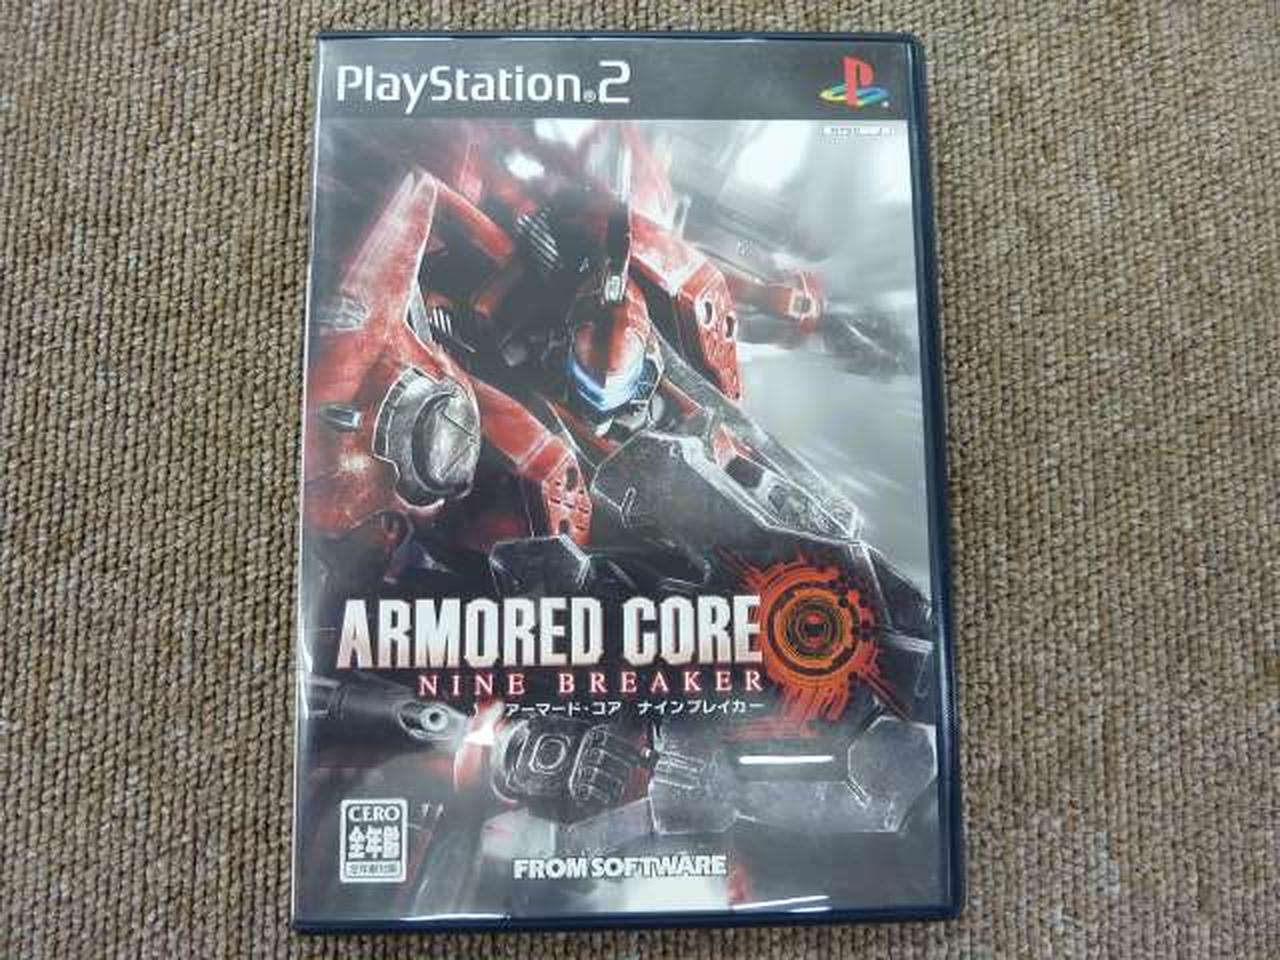 PlayStation®2
NTSC J
ARMORED CORE
NINE BREAKER
アーマード・コア ナインブレイカー
CERO
全年齢
FROM SOFTWARE